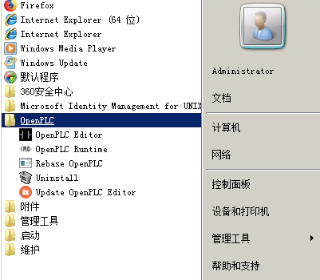 Firefox
Internet Explorer (64 位)
Internet Explorer
Windows Media Player
Windows Update
默认程序
360安全中心
Microsoft Identity Management for UNIX
OpenPLC
OpenPLC Editor
OpenPLC Runtime
Rebase OpenPLC
Uninstall
Update OpenPLC Editor
附件
管理工具
启动
维护
Administrator
文档
计算机
网络
控制面板
设备和打印机
管理工具
帮助和支持